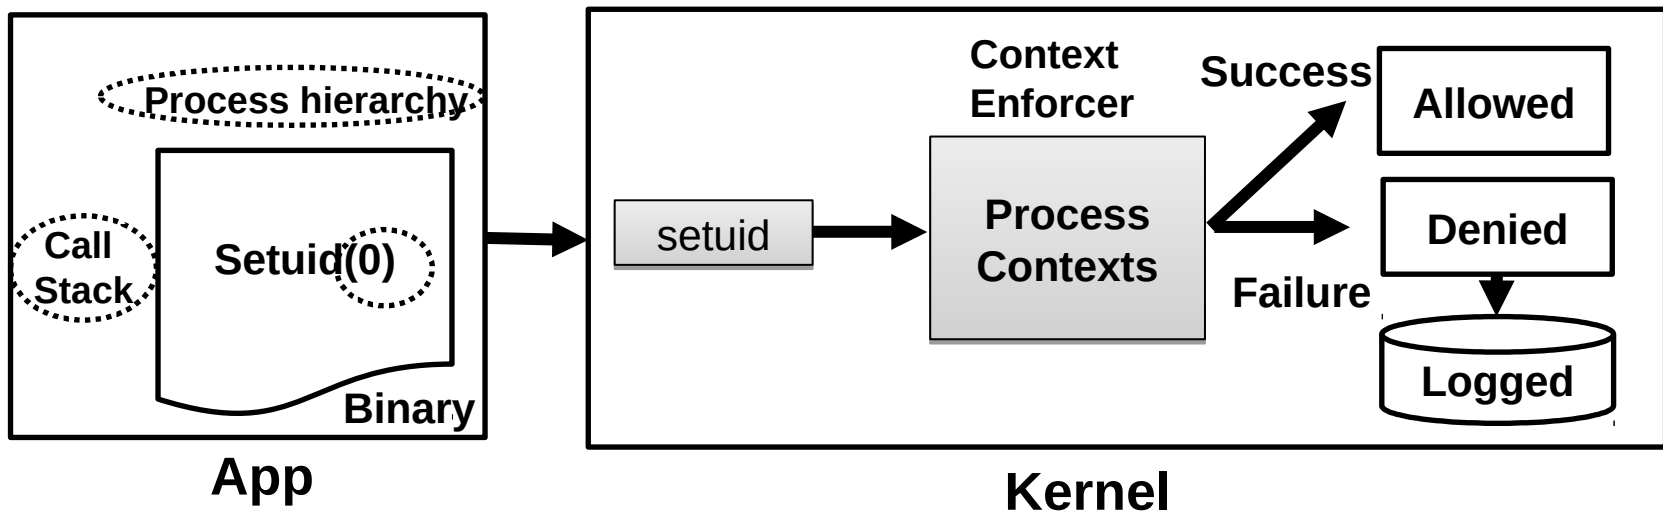 Process hierarchy
Call
Stack
Setuid(0)
Binary
App
setuid
Context
Enforcer
Process
Contexts
Success
Failure
Allowed
Denied
Logged
Kernel